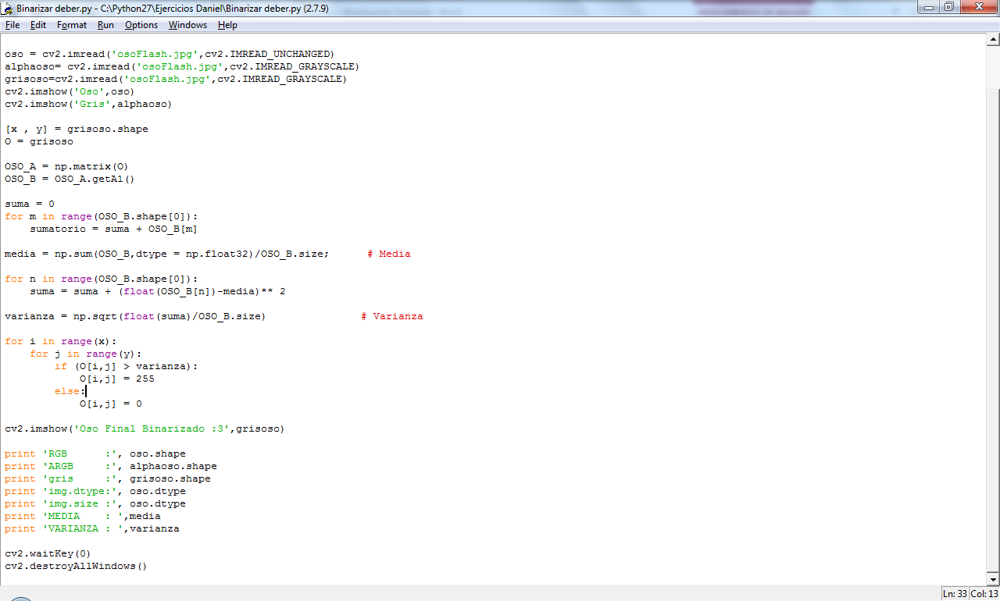 Binarizar deber.py - C:\Python27\Ejercicios Daniel\Binarizar deber.py (2.7.9)
File Edit Format Run Options Windows Help
oso = cv2.imread('osoFlash.jpg',cv2.IMREAD_UNCHANGED)
alphaoso= cv2.imread('osoFlash.jpg',cv2.IMREAD_GRAYSCALE)
grisoso=cv2.imread('osoFlash.jpg',cv2.IMREAD_GRAYSCALE)
cv2.imshow('Oso',oso)
cv2.imshow('Gris',alphaoso)
[x , y] = grisoso.shape
O = grisoso
OSO_A = np.matrix(O)
OSO_B = OSO_A.getA1()
suma = 0
for m in range(OSO_B.shape[0]):
    sumatorio = suma + OSO_B[m]
media = np.sum(OSO_B,dtype = np.float32)/OSO_B.size;      # Media
for n in range(OSO_B.shape[0]):
    suma = suma + (float(OSO_B[n])-media)** 2
varianza = np.sqrt(float(suma)/OSO_B.size)               # Varianza
for i in range(x):
    for j in range(y):
        if (O[i,j] > varianza):
            O[i,j] = 255
        else:
            O[i,j] = 0
cv2.imshow('Oso Final Binarizado :3',grisoso)
print 'RGB      :', oso.shape
print 'ARGB     :', alphaoso.shape
print 'gris     :', grisoso.shape
print 'img.dtype:', oso.dtype
print 'img.size :', oso.dtype
print 'MEDIA    : ',media
print 'VARIANZA : ',varianza
cv2.waitKey(0)
cv2.destroyAllWindows()
Ln: 33 Col: 13